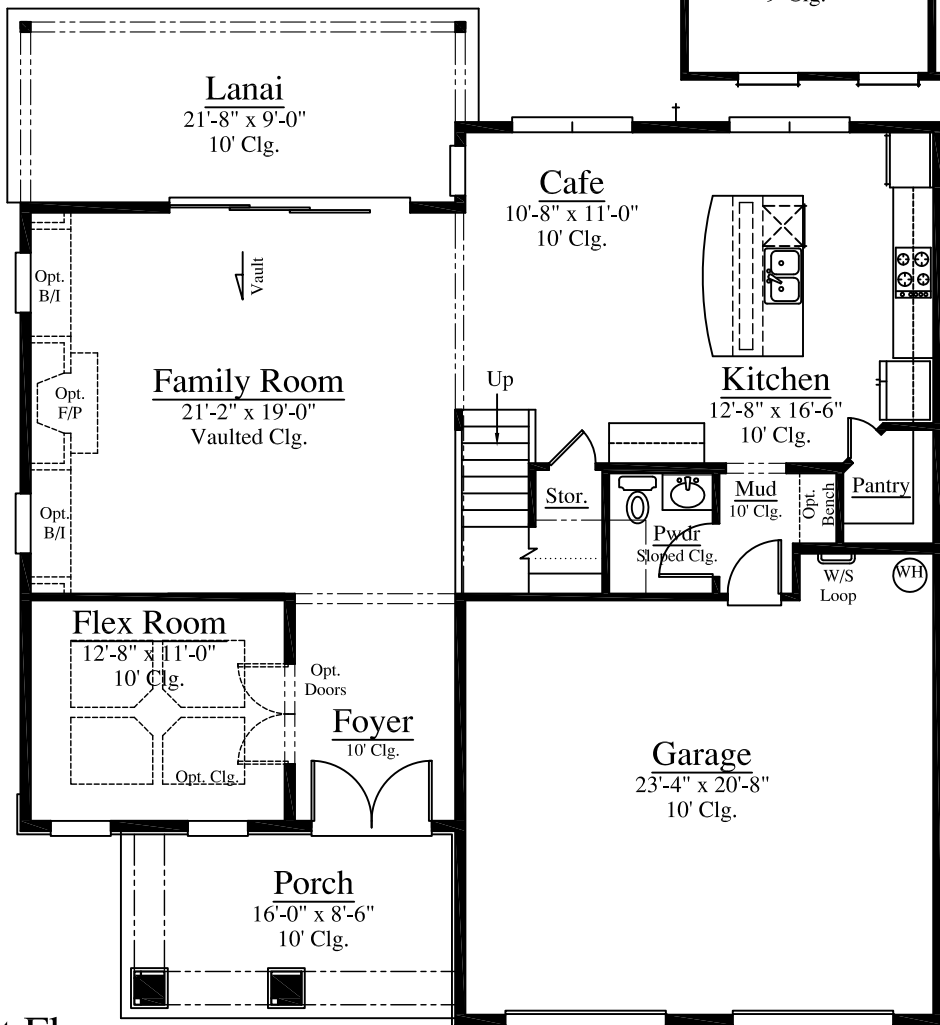 9' Clg.
Lanai
21'-8" x 9'-0"
10' Clg.
Cafe
10'-8" x 11'-0"
10' Clg.
Opt.
B/I
Vault
Family Room
21'-2" x 19'-0"
Vaulted Clg.
Opt.
F/P
Up
Kitchen
12'-8" x 16'-6"
10' Clg.
Opt.
B/I
Stor.
Pwdr
Sloped Clg.
Mud
10' Clg.
Opt.
Bench
Pantry
W/S
Loop
WH
Flex Room
12'-8" x 11'-0"
10' Clg.
Opt.
Doors
Opt. Clg.
Foyer
10' Clg.
Garage
23'-4" x 20'-8"
10' Clg.
Porch
16'-0" x 8'-6"
10' Clg.